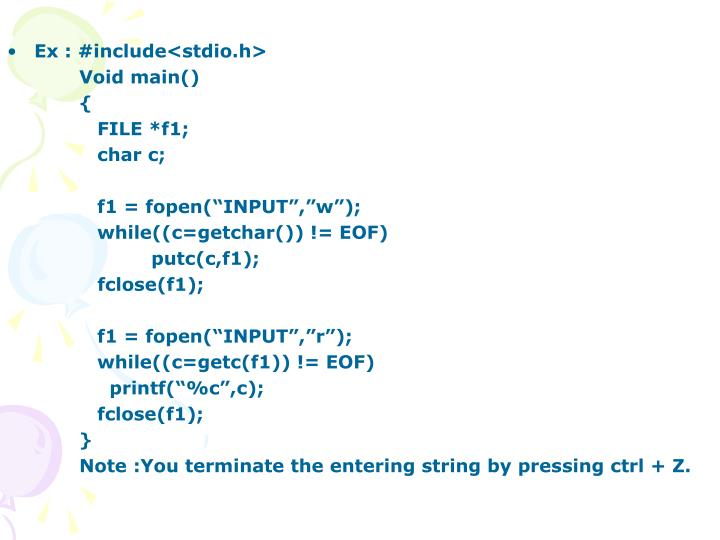 • Ex : #include<stdio.h>
Void main()
{
FILE *f1;
char c;
f1 = fopen(“INPUT”,”w”);
while((c=getchar()) != EOF)
putc(c,f1);
fclose(f1);
f1 = fopen(“INPUT”,”r”);
while((c=getc(f1)) != EOF)
printf(“%c”,c);
fclose(f1);
}
Note :You terminate the entering string by pressing ctrl + Z.